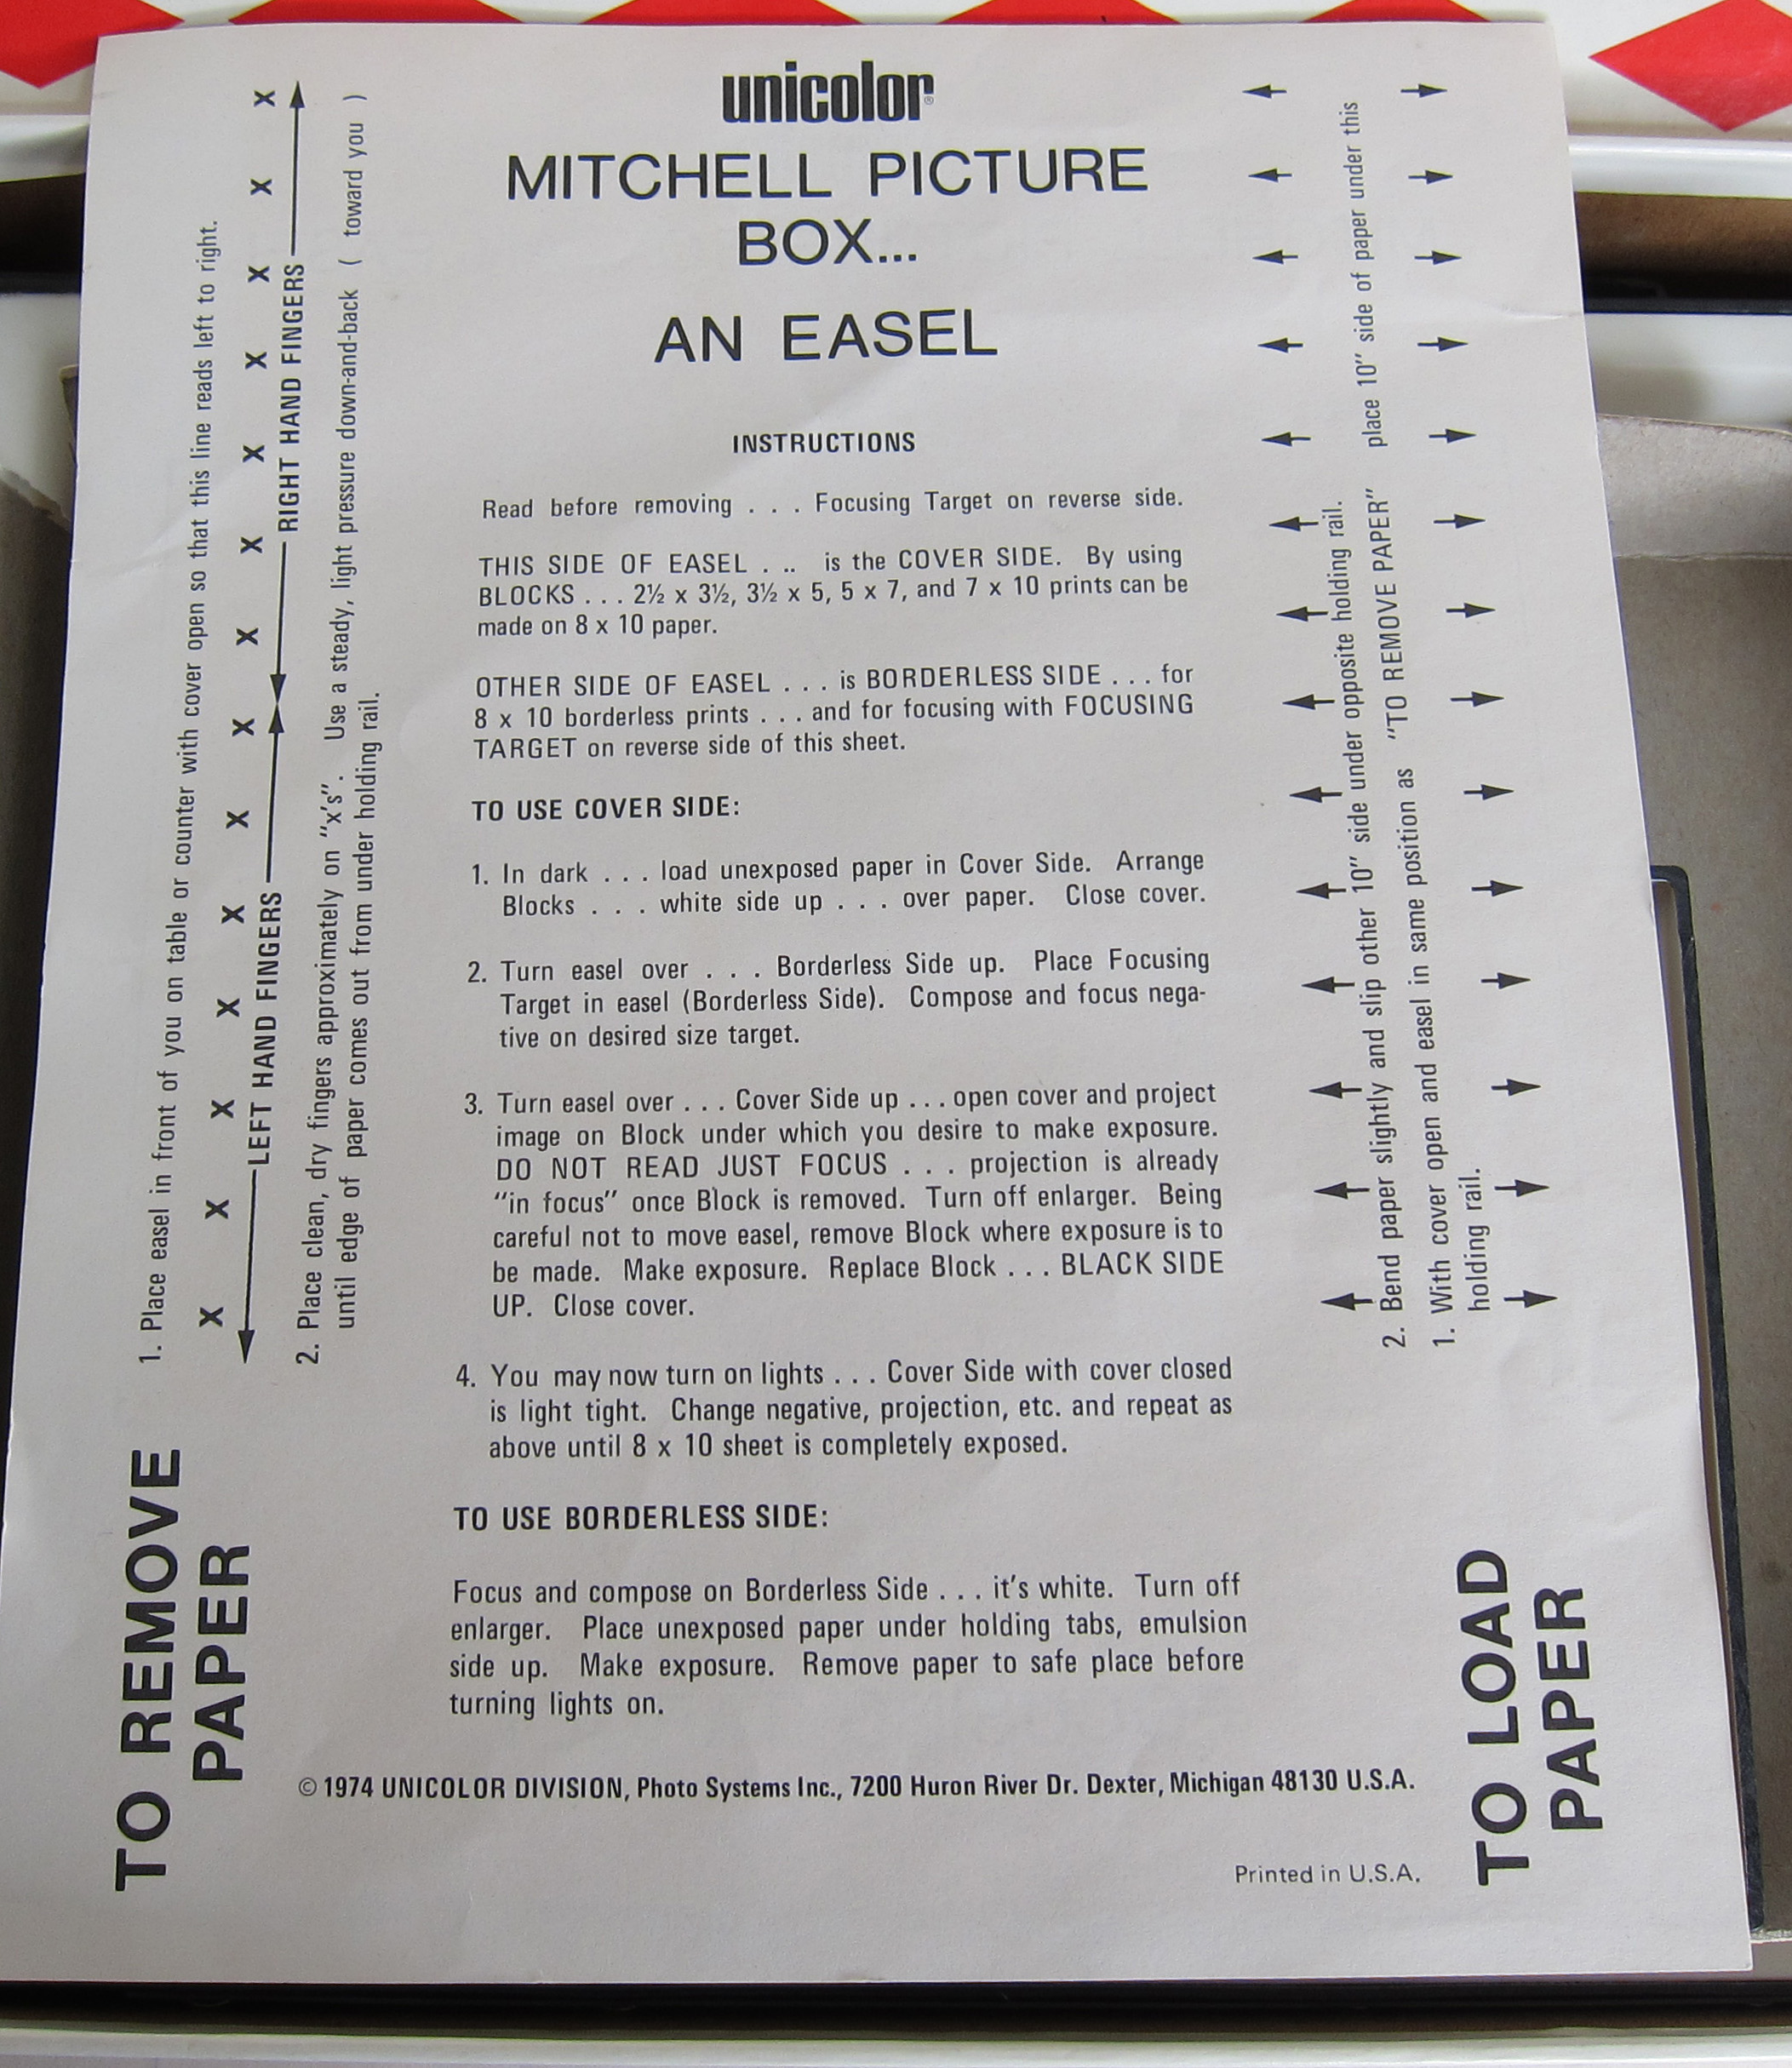 unicolor®
MITCHELL PICTURE
BOX...
AN EASEL
INSTRUCTIONS
Read before removing . . . Focusing Target on reverse side.
THIS SIDE OF EASEL . .. is the COVER SIDE. By using
BLOCKS . . . 2½ x 3½, 3½ x 5, 5 x 7, and 7 x 10 prints can be
made on 8 x 10 paper.
OTHER SIDE OF EASEL . . . is BORDERLESS SIDE . . . for
8 x 10 borderless prints . . . and for focusing with FOCUSING
TARGET on reverse side of this sheet.
TO USE COVER SIDE:
1. In dark . . . load unexposed paper in Cover Side. Arrange
Blocks . . . white side up . . . over paper. Close cover.
2. Turn easel over . . . Borderless Side up. Place Focusing
Target in easel (Borderless Side). Compose and focus nega-
tive on desired size target.
3. Turn easel over . . . Cover Side up . . . open cover and project
image on Block under which you desire to make exposure.
DO NOT READ JUST FOCUS . . . projection is already
"in focus" once Block is removed. Turn off enlarger. Being
careful not to move easel, remove Block where exposure is to
be made. Make exposure. Replace Block . . . BLACK SIDE
UP. Close cover.
4. You may now turn on lights . . . Cover Side with cover closed
is light tight. Change negative, projection, etc. and repeat as
above until 8 x 10 sheet is completely exposed.
TO USE BORDERLESS SIDE:
Focus and compose on Borderless Side . . . it's white. Turn off
enlarger. Place unexposed paper under holding tabs, emulsion
side up. Make exposure. Remove paper to safe place before
turning lights on.
© 1974 UNICOLOR DIVISION, Photo Systems Inc., 7200 Huron River Dr. Dexter, Michigan 48130 U.S.A.
Printed in U.S.A.
TO REMOVE
PAPER
1. Place easel in front of you on table or counter with cover open so that this line reads left to right.
X X X X X X X X X X X X X X X
LEFT HAND FINGERS RIGHT HAND FINGERS
2. Place clean, dry fingers approximately on "x's". Use a steady, light pressure down-and-back ( toward you )
until edge of paper comes out from under holding rail.
TO LOAD
PAPER
2. Bend paper slightly and slip other 10" side under opposite holding rail.
1. With cover open and easel in same position as "TO REMOVE PAPER" place 10" side of paper under this
holding rail.